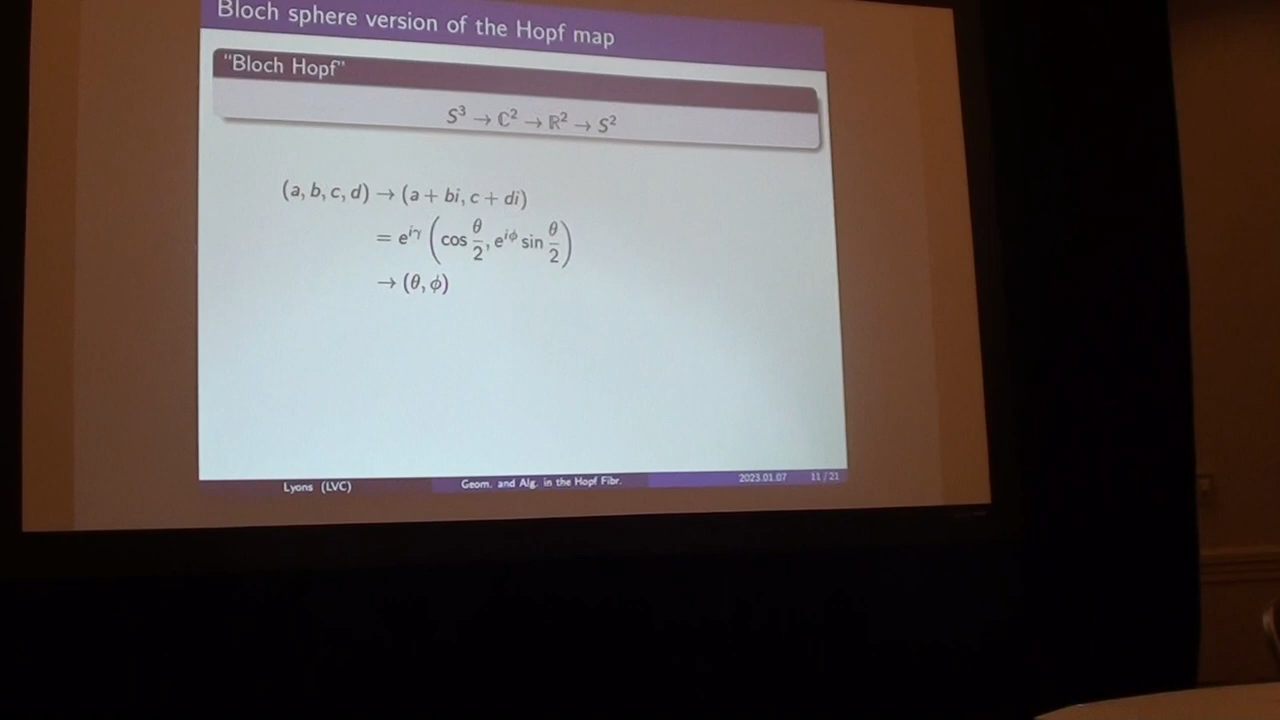 Bloch sphere version of the Hopf map
"Bloch Hopf"
S³ → ℂ² → ℝ² → S²
(a, b, c, d) → (a + bi, c + di)
= e^{iγ} (cos θ/2, e^{iϕ} sin θ/2)
→ (θ, ϕ)
Lyons (LVC) Geom. and Alg. in the Hopf Fibr. 2023.01.07 11 / 21